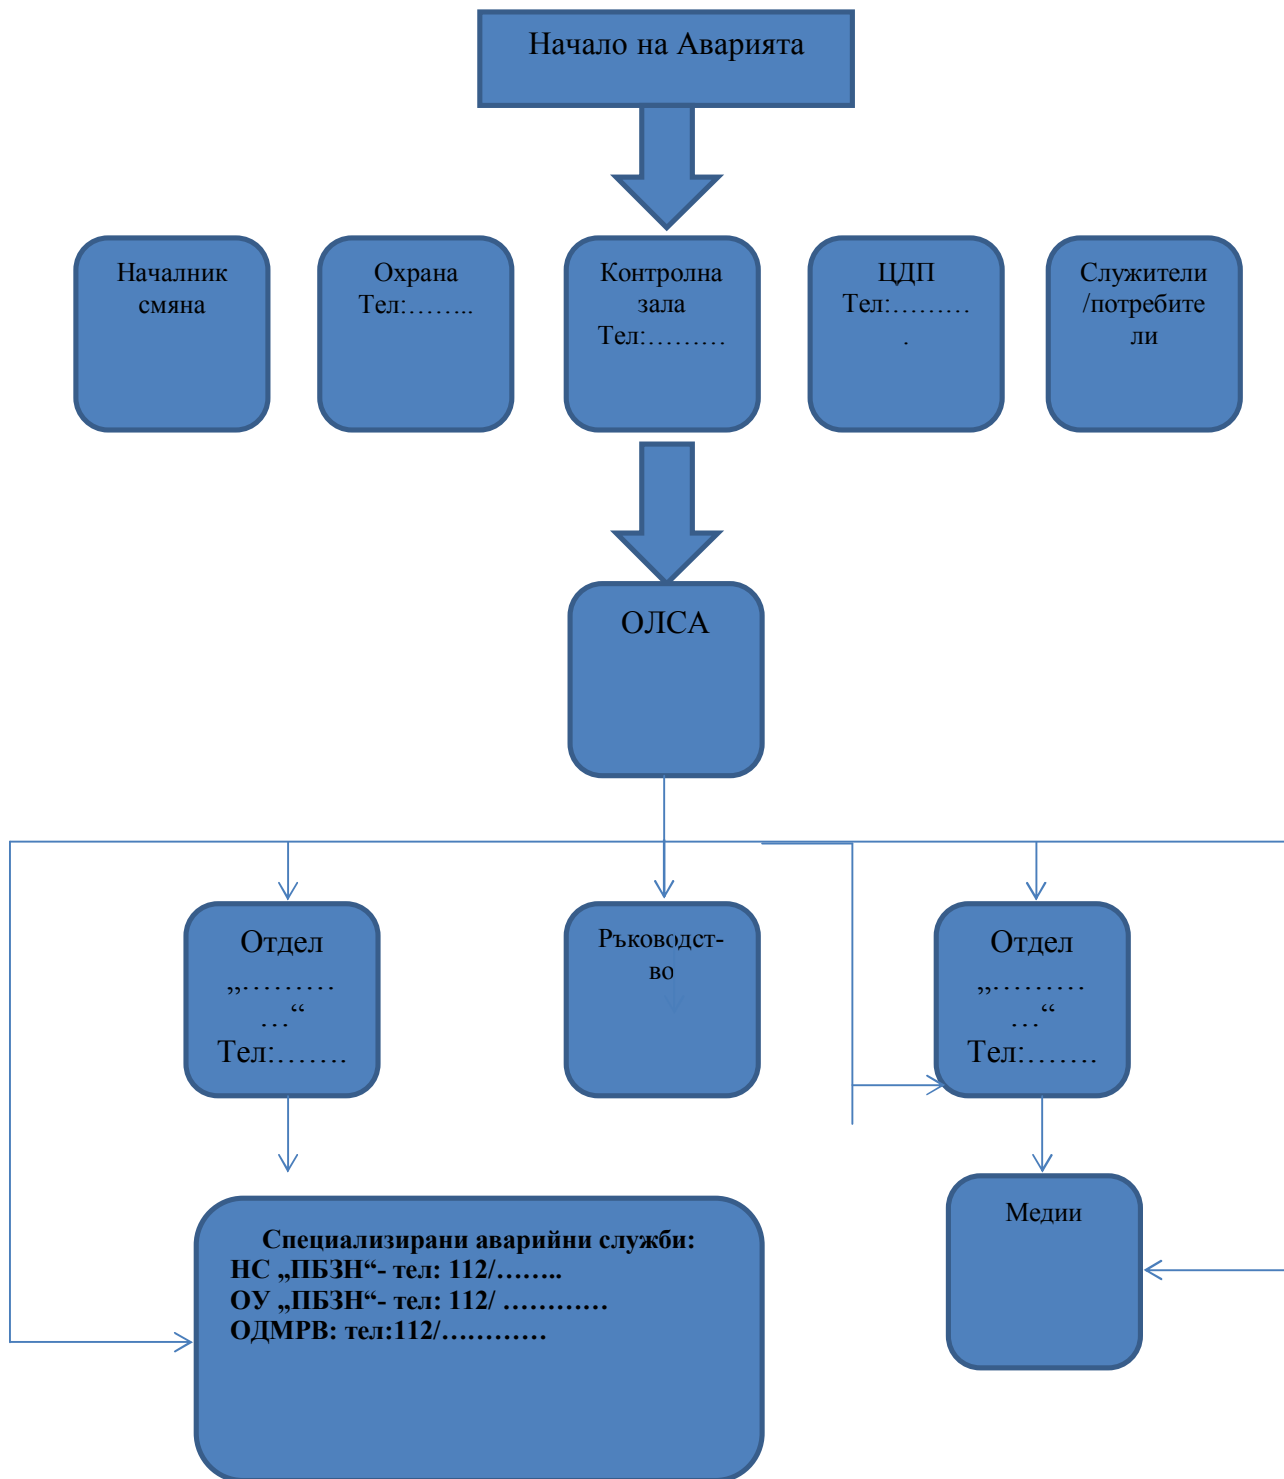 Начало на Аварията
Началник
смяна
Охрана
Тел:……..
Контролна
зала
Тел:………
ЦДП
Тел:………
.
Служители
/потребите
ли
ОЛСА
Отдел
„………
…“
Тел:…….
Ръководст-
во
Отдел
„………
…“
Тел:…….
Специализирани аварийни служби:
НС „ПБЗН“- тел: 112/……..
ОУ „ПБЗН“- тел: 112/ …………
ОДМРВ: тел:112/…………
Медии